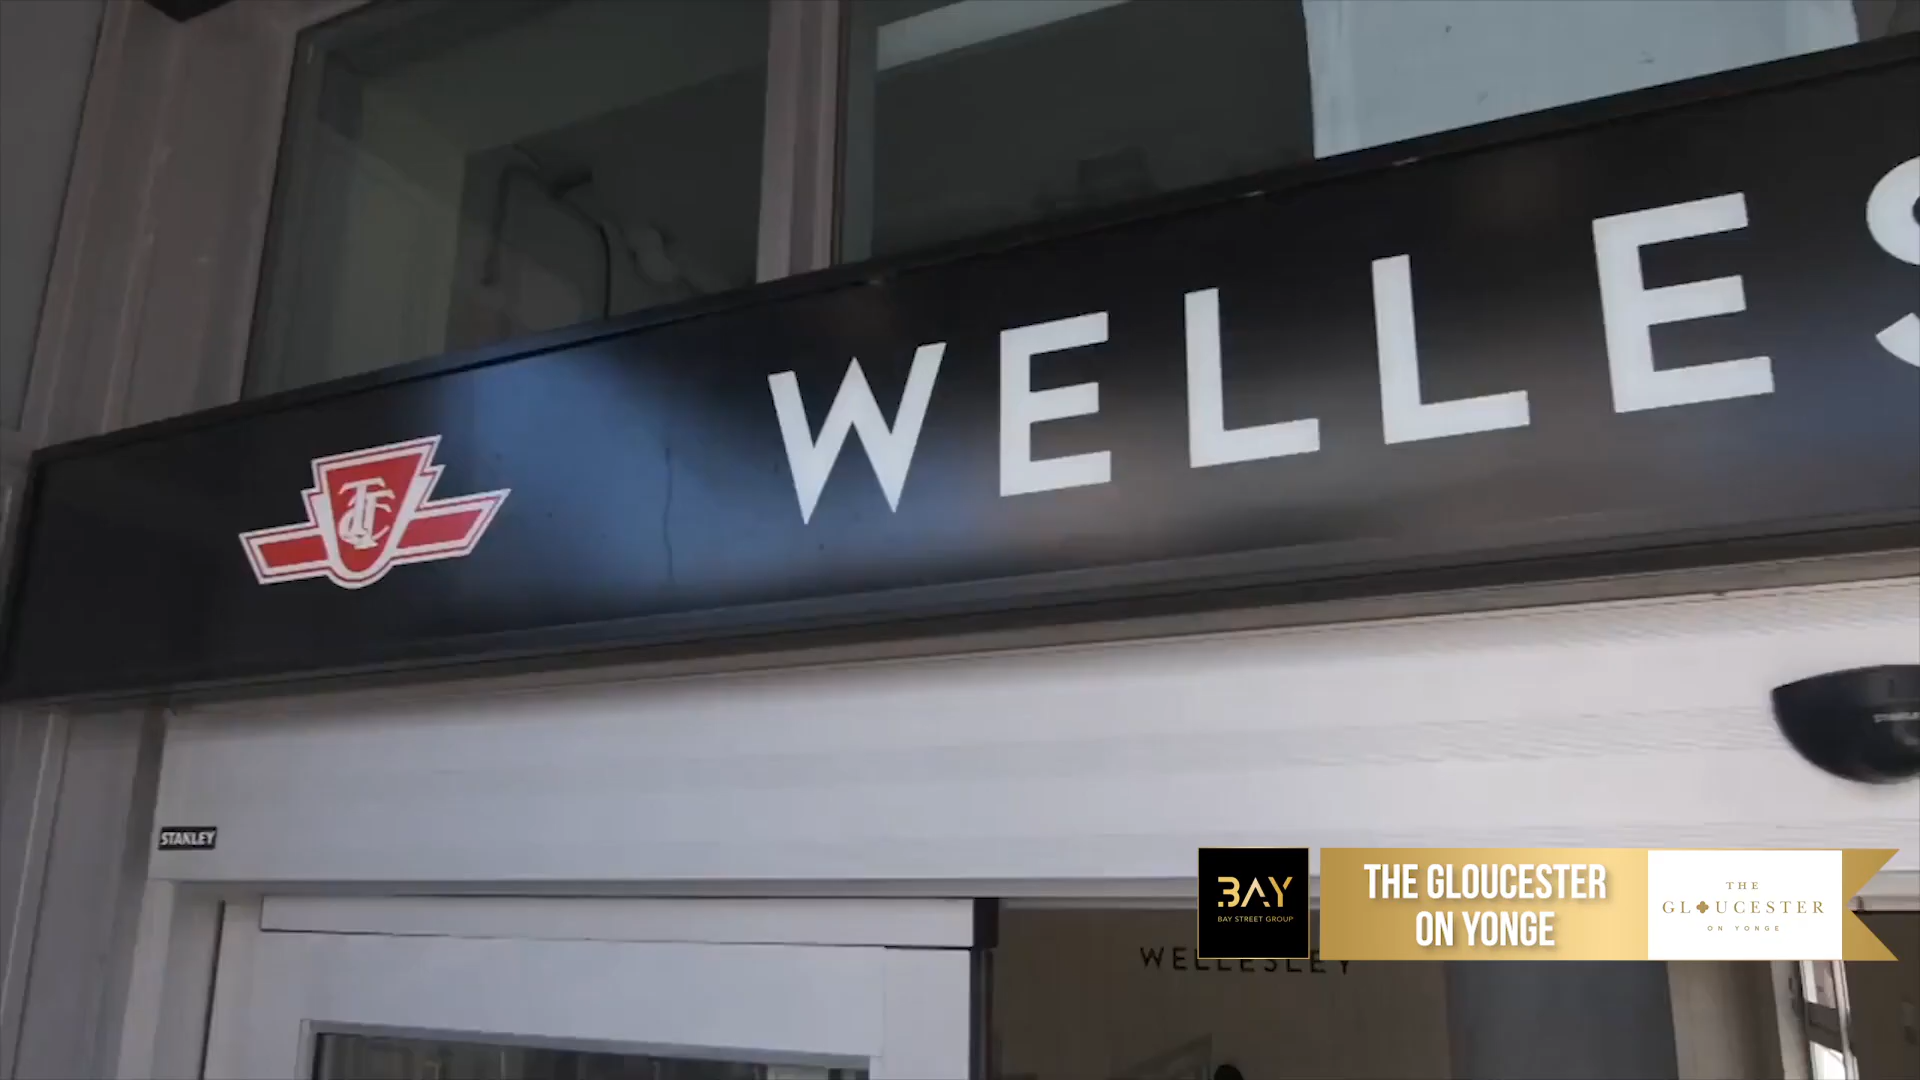 TTC
WELLES
STANLEY
BAY
BAY STREET GROUP
THE GLOUCESTER
ON YONGE
THE
GLOUCESTER
ON YONGE
WELLESLEY